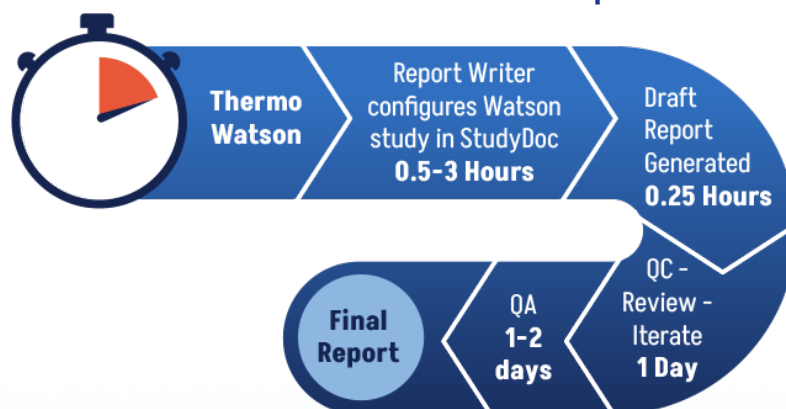 Thermo
Watson
Report Writer
configures Watson
study in StudyDoc
0.5-3 Hours
Draft
Report
Generated
0.25 Hours
QC -
Review -
Iterate
1 Day
QA
1-2
days
Final
Report